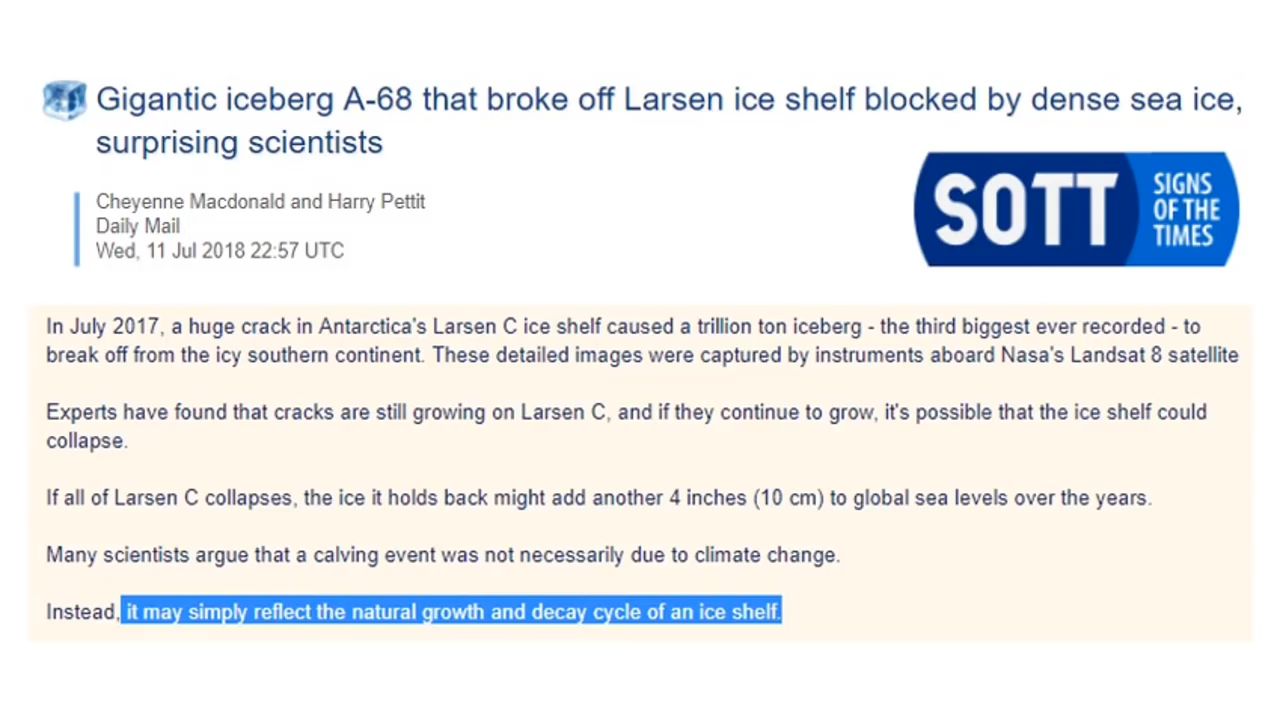 Gigantic iceberg A-68 that broke off Larsen ice shelf blocked by dense sea ice,
surprising scientists
Cheyenne Macdonald and Harry Pettit
Daily Mail
Wed, 11 Jul 2018 22:57 UTC
SOTT
SIGNS
OF THE
TIMES
In July 2017, a huge crack in Antarctica's Larsen C ice shelf caused a trillion ton iceberg - the third biggest ever recorded - to
break off from the icy southern continent. These detailed images were captured by instruments aboard Nasa's Landsat 8 satellite
Experts have found that cracks are still growing on Larsen C, and if they continue to grow, it's possible that the ice shelf could
collapse.
If all of Larsen C collapses, the ice it holds back might add another 4 inches (10 cm) to global sea levels over the years.
Many scientists argue that a calving event was not necessarily due to climate change.
Instead, it may simply reflect the natural growth and decay cycle of an ice shelf.